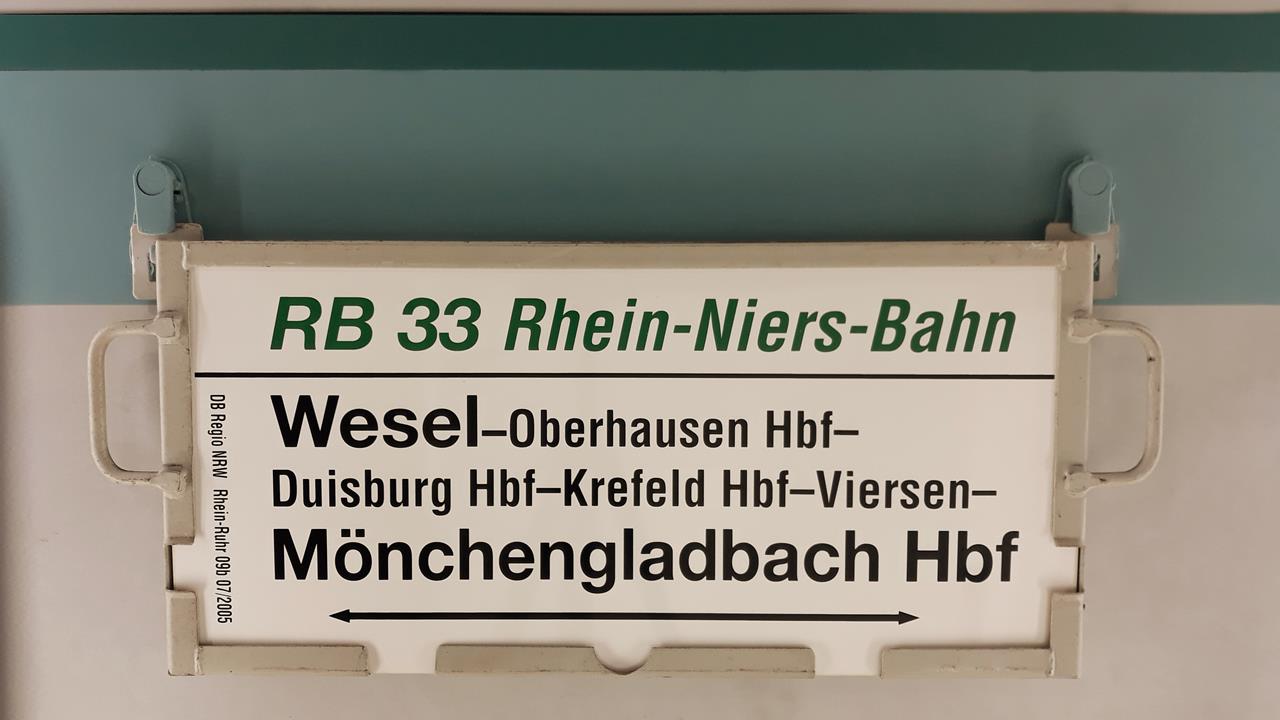 RB 33 Rhein-Niers-Bahn
Wesel–Oberhausen Hbf–
Duisburg Hbf–Krefeld Hbf–Viersen–
Mönchengladbach Hbf
DB Regio NRW Rhein-Ruhr 09b 07/2005